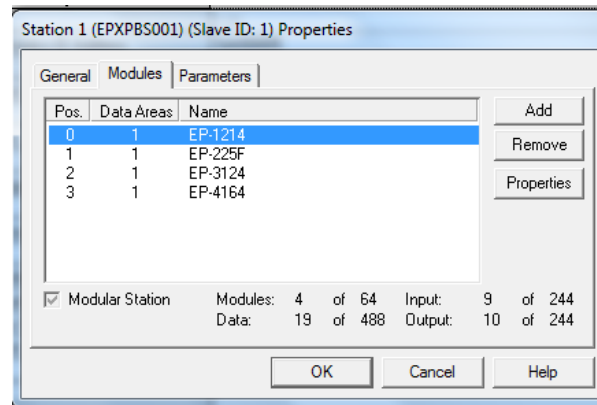 Station 1 (EPXPBS001) (Slave ID: 1) Properties
General Modules Parameters
Pos. Data Areas Name
0 1 EP-1214
1 1 EP-225F
2 1 EP-3124
3 1 EP-4164
Add
Remove
Properties
Modular Station Modules: 4 of 64 Input: 9 of 244
Data: 19 of 488 Output: 10 of 244
OK Cancel Help